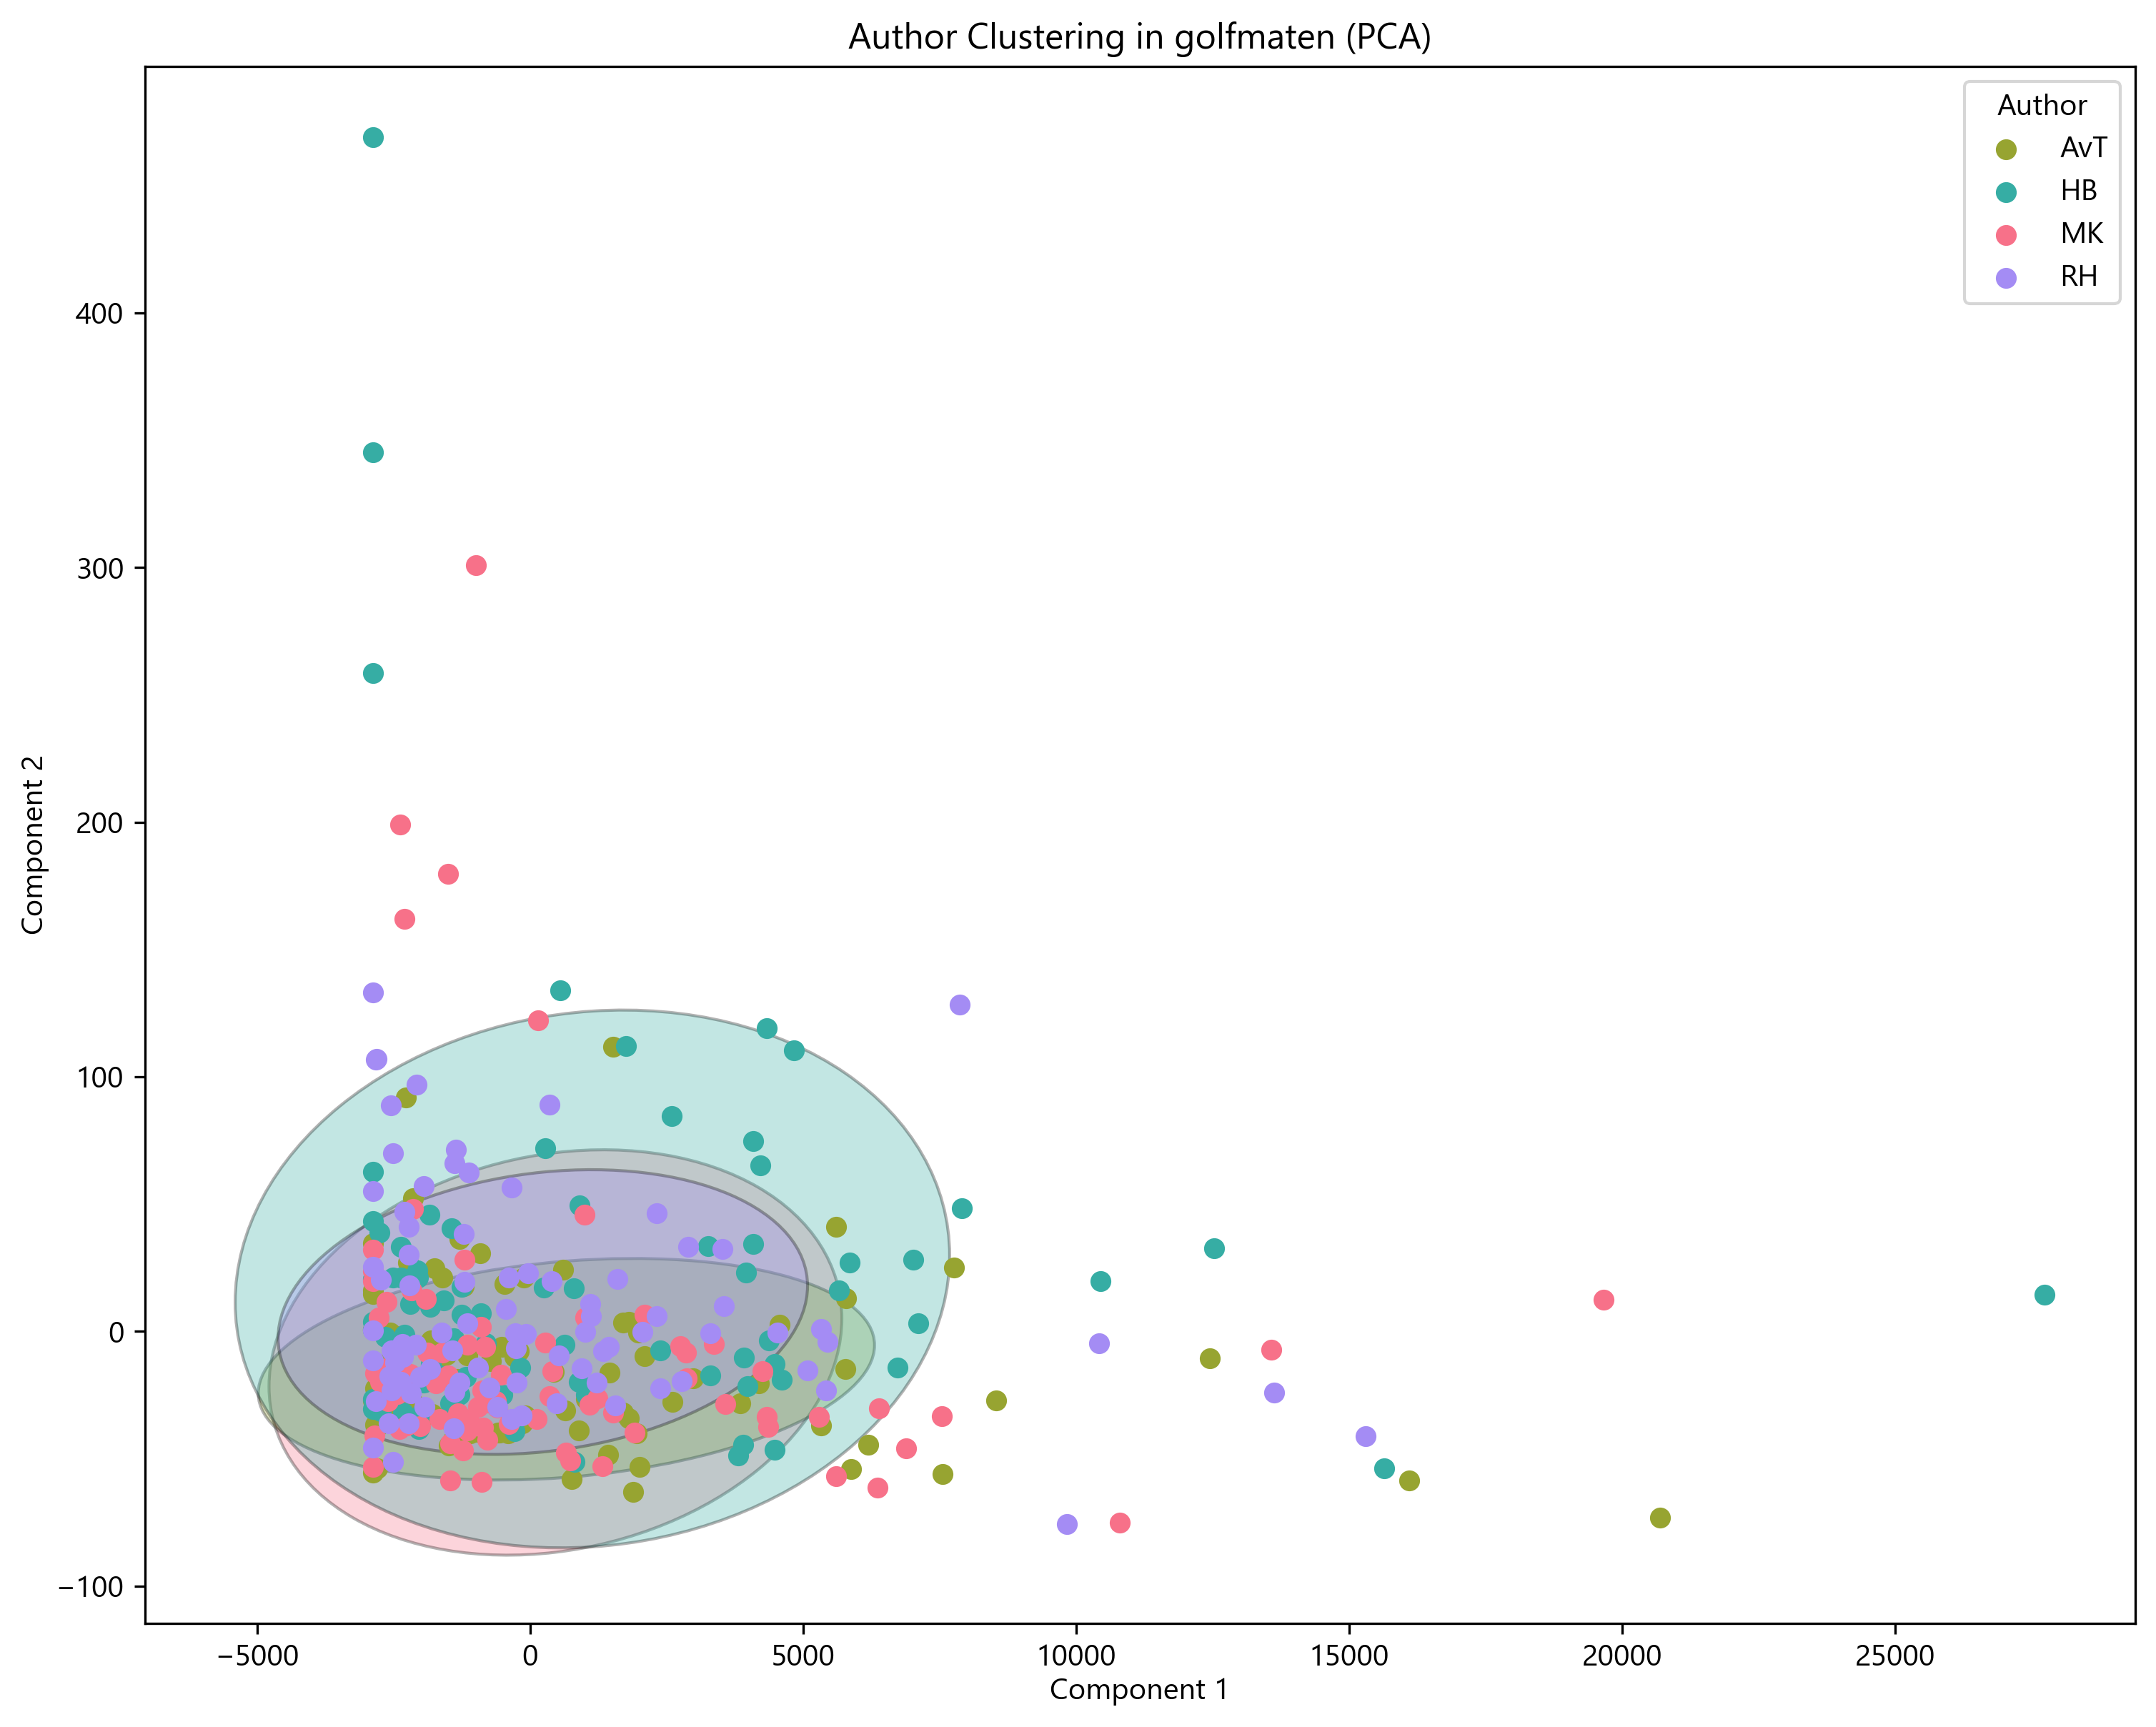 Author Clustering in golfmaten (PCA)
Author
AvT
HB
MK
RH
400
300
200
100
0
−100
Component 2
−5000
0
5000
10000
15000
20000
25000
Component 1